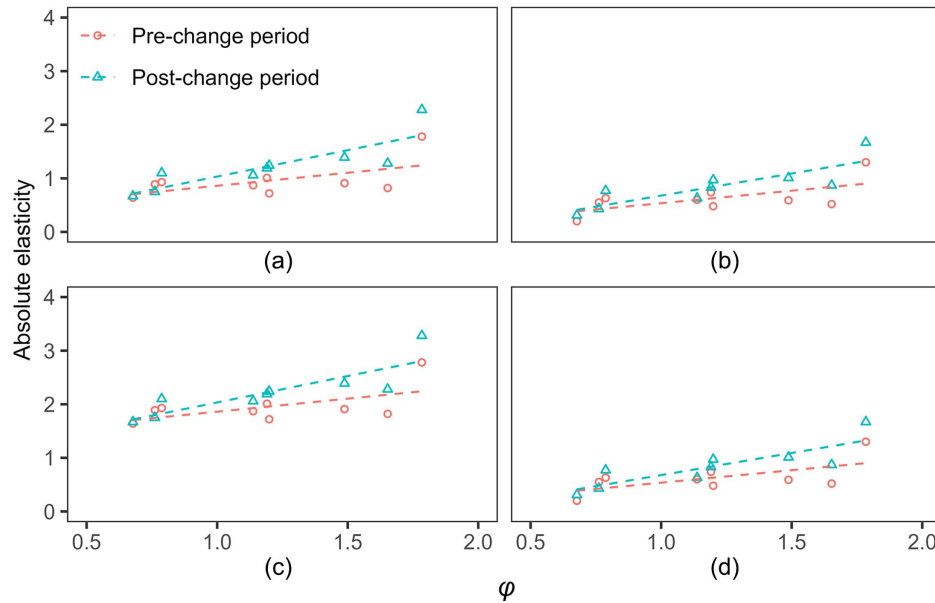 4
3
2
1
0
Pre-change period
Post-change period
(a)
(b)
Absolute elasticity
4
3
2
1
0
0.5 1.0 1.5 2.0
0.5 1.0 1.5 2.0
(c)
(d)
φ